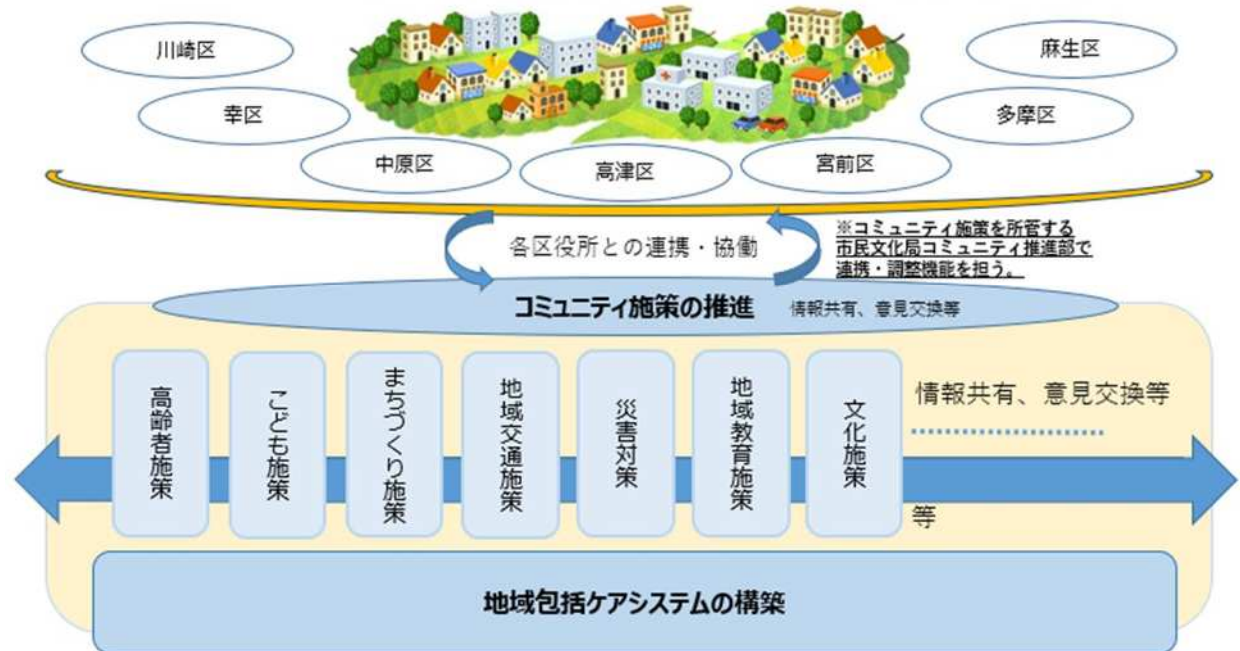 川崎区
麻生区
幸区
多摩区
中原区
高津区
宮前区
各区役所との連携・協働
※コミュニティ施策を所管する
市民文化局コミュニティ推進部で
連携・調整機能を担う。
コミュニティ施策の推進 情報共有、意見交換等
高齢者施策
こども施策
まちづくり施策
地域交通施策
災害対策
地域教育施策
文化施策
情報共有、意見交換等
等
地域包括ケアシステムの構築